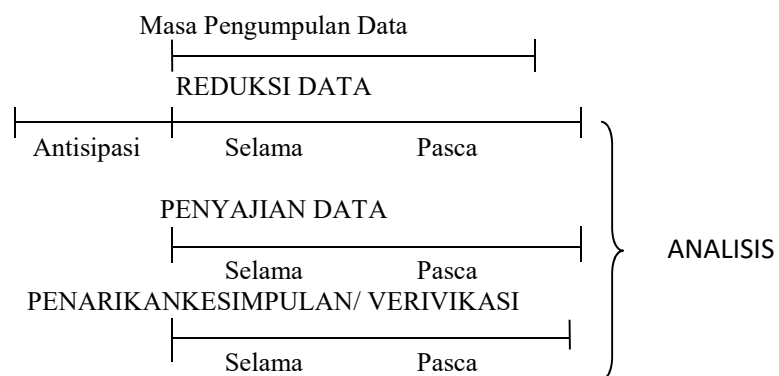 Masa Pengumpulan Data
REDUKSI DATA
Antisipasi Selama Pasca
PENYAJIAN DATA
Selama Pasca
ANALISIS
PENARIKANKESIMPULAN/ VERIVIKASI
Selama Pasca